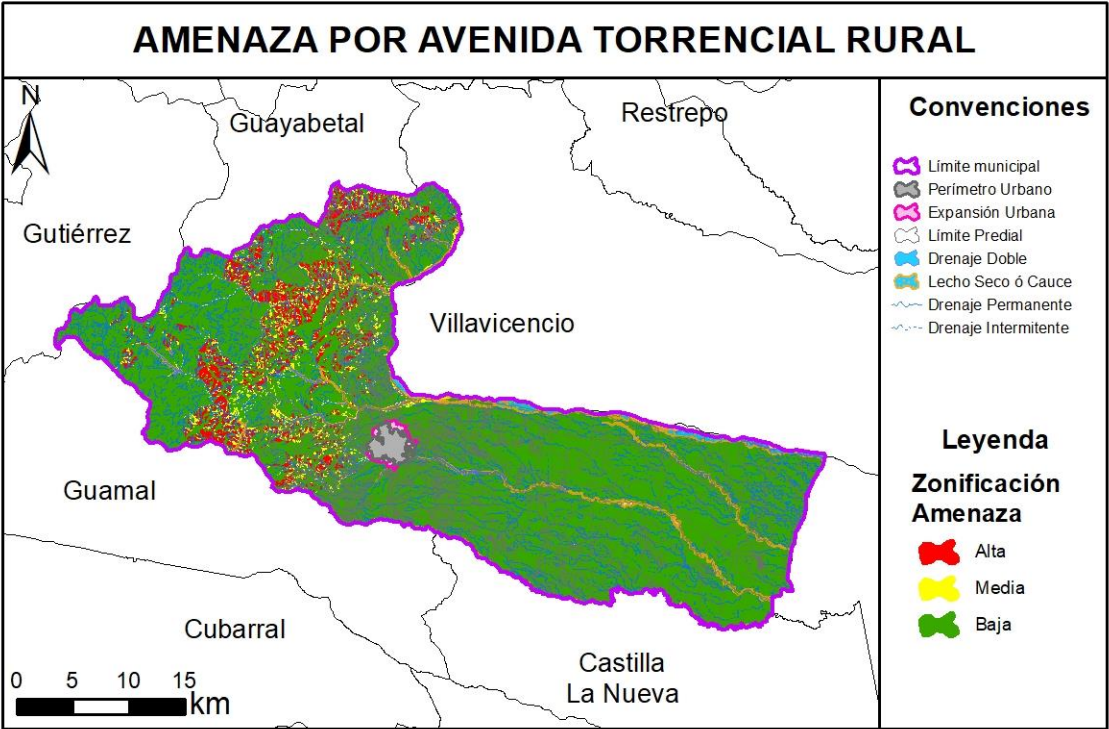 AMENAZA POR AVENIDA TORRENCIAL RURAL
N
Guayabetal
Restrepo
Gutiérrez
Villavicencio
Guamal
Cubarral
Castilla
La Nueva
0 5 10 15
km
Convenciones
Límite municipal
Perímetro Urbano
Expansión Urbana
Límite Predial
Drenaje Doble
Lecho Seco ó Cauce
Drenaje Permanente
Drenaje Intermitente
Leyenda
Zonificación
Amenaza
Alta
Media
Baja